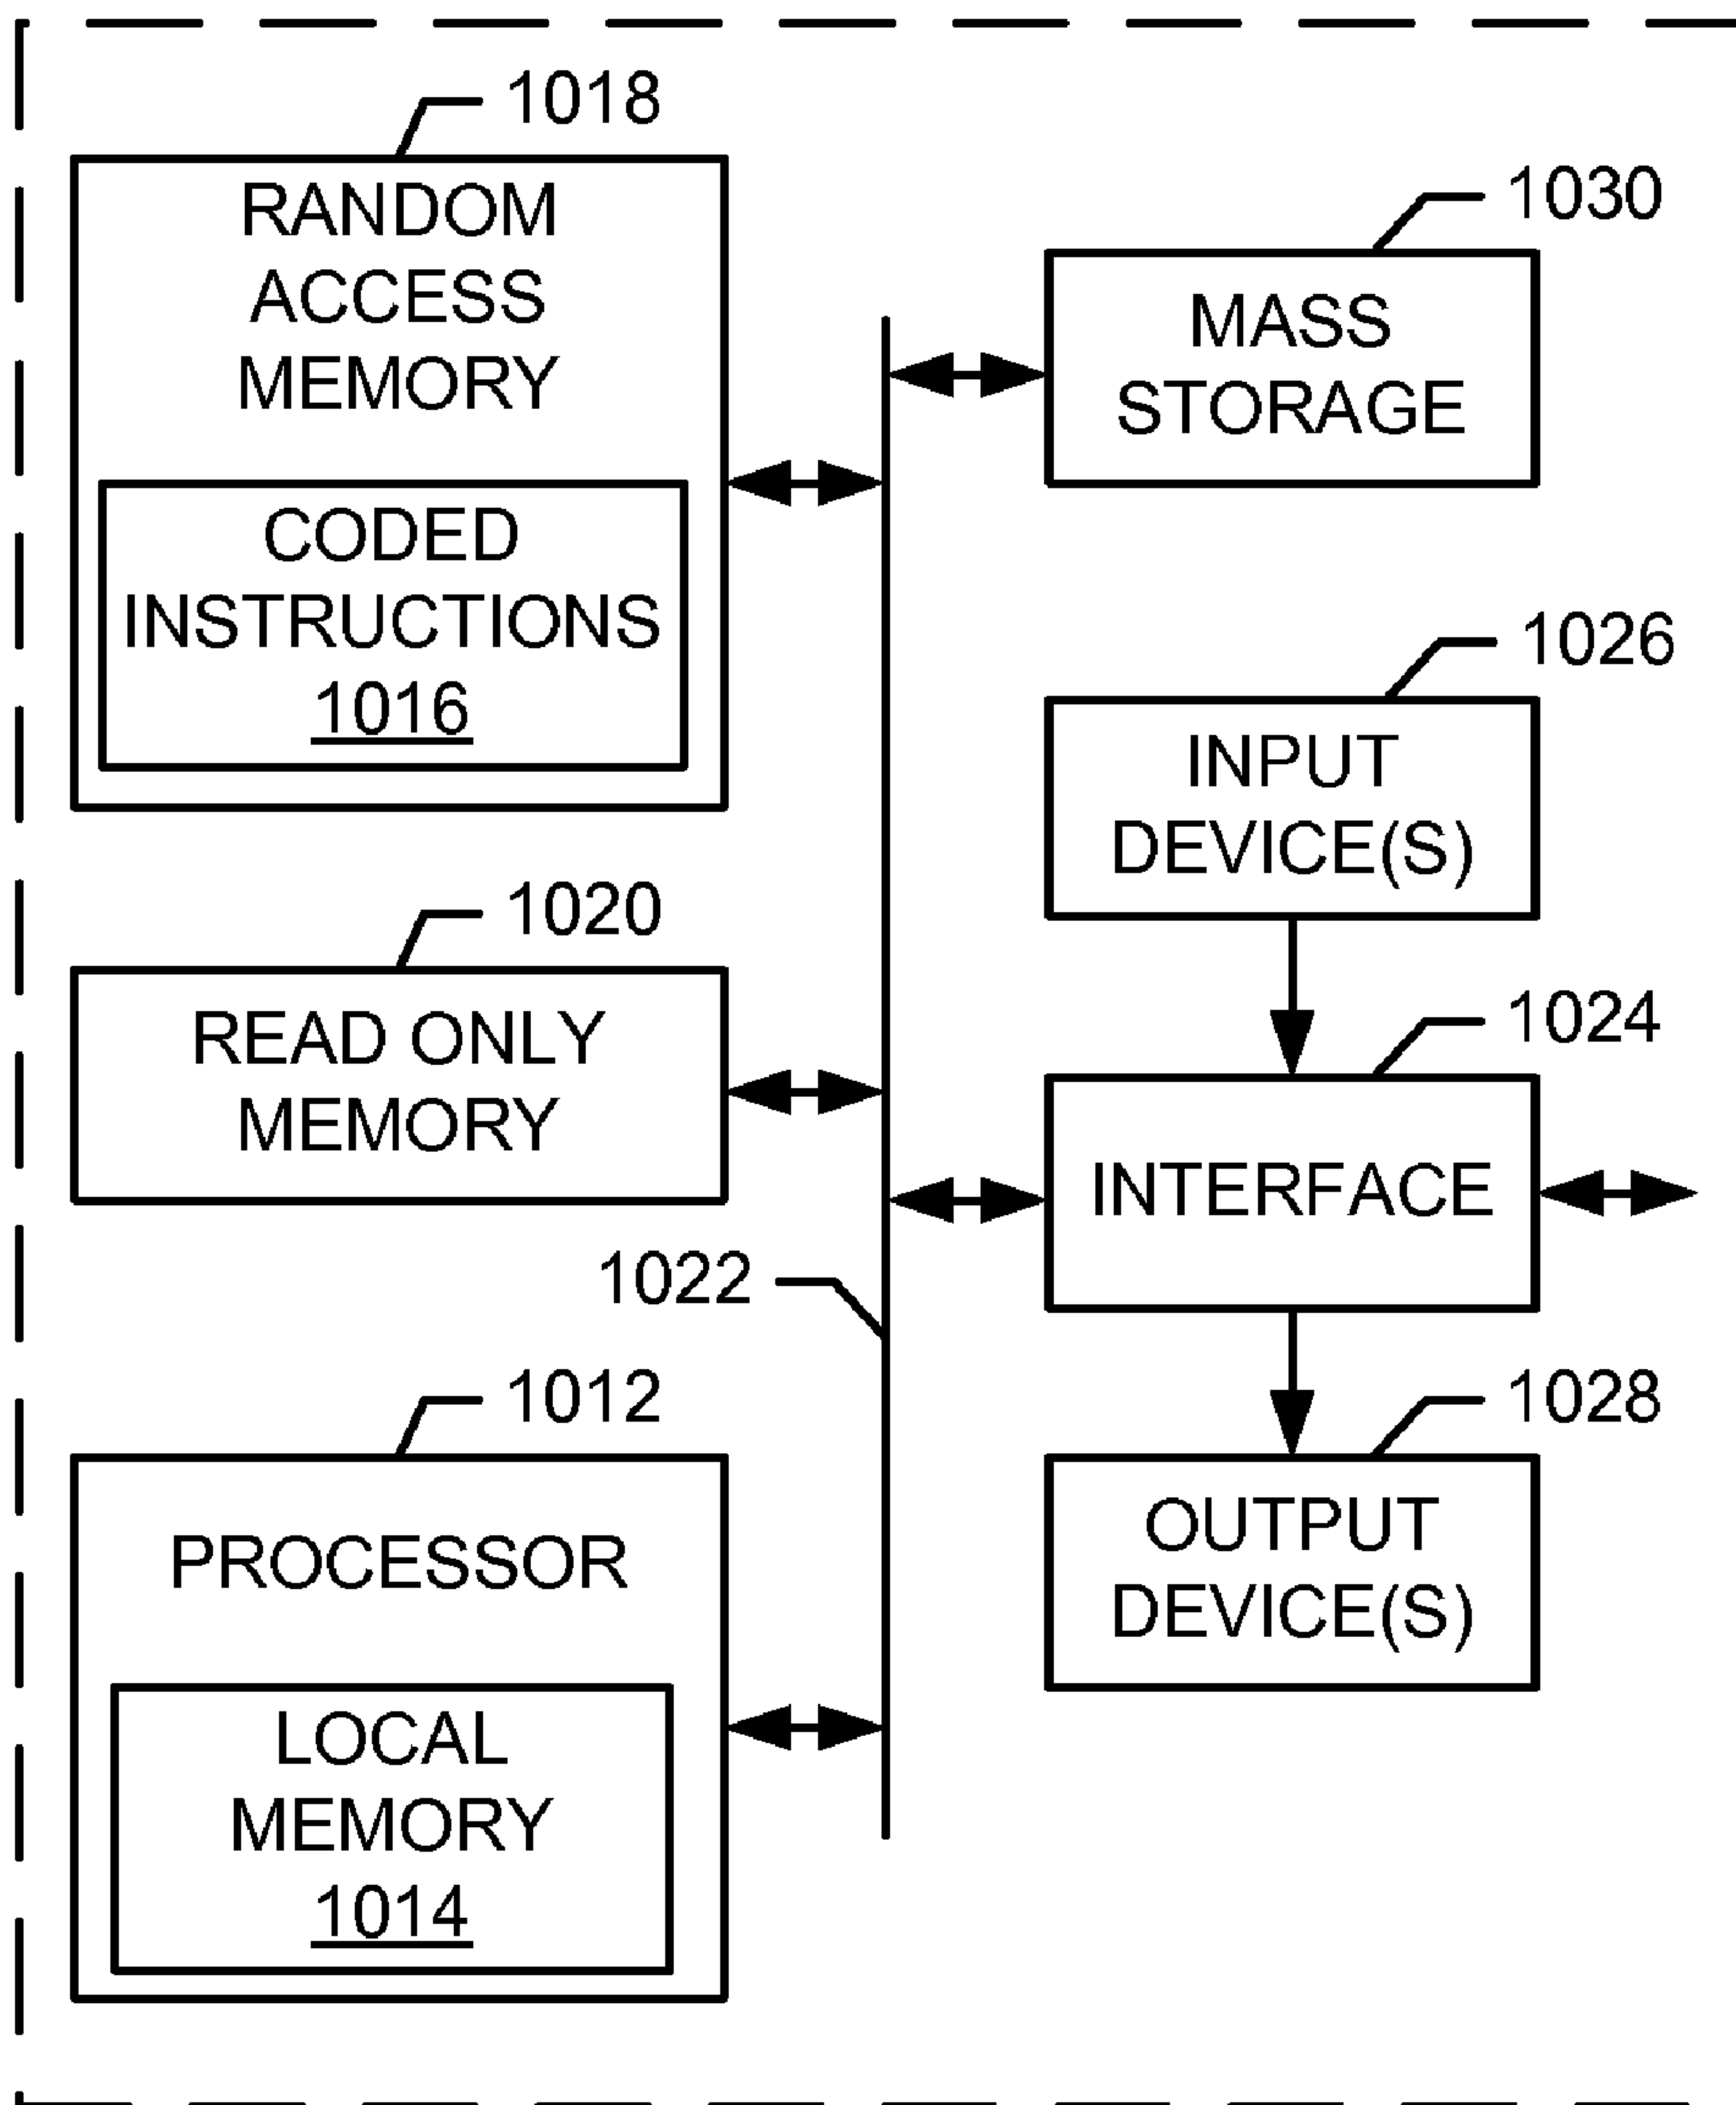 1018
RANDOM
ACCESS
MEMORY
CODED
INSTRUCTIONS
1016
1020
READ ONLY
MEMORY
1022
1012
PROCESSOR
LOCAL
MEMORY
1014
1030
MASS
STORAGE
1026
INPUT
DEVICE(S)
1024
INTERFACE
1028
OUTPUT
DEVICE(S)